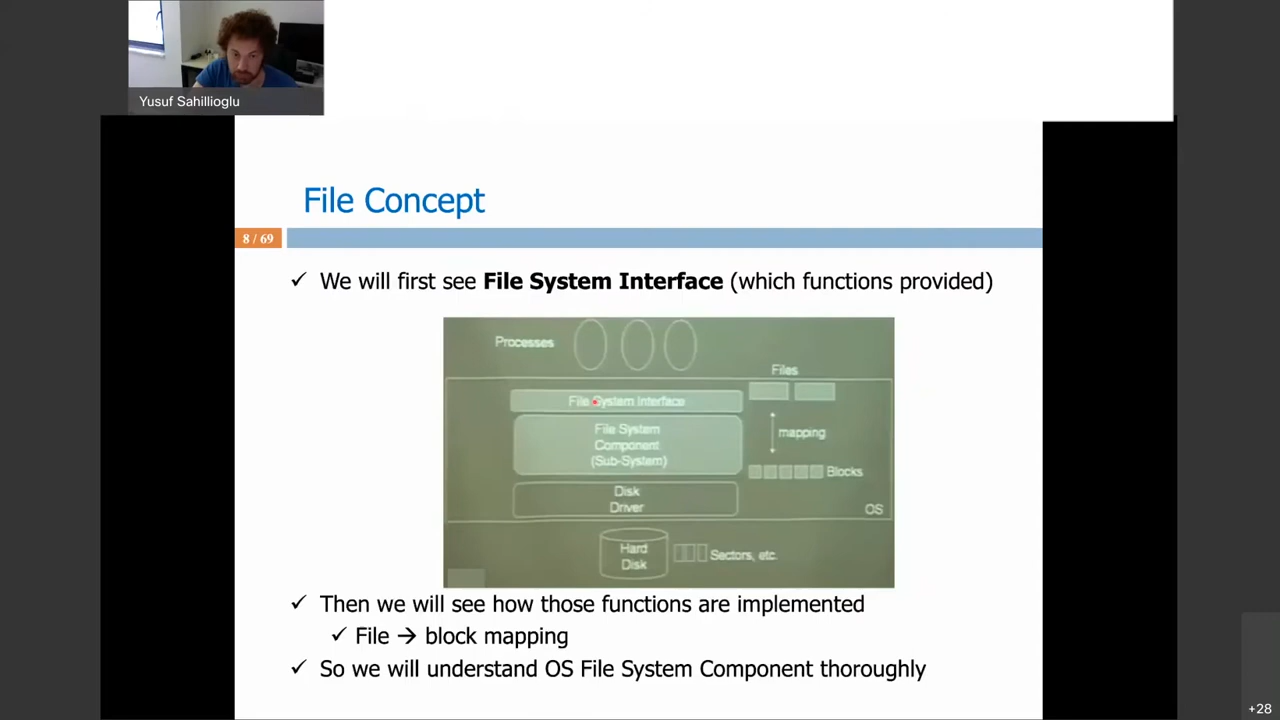 Yusuf Sahillioglu
File Concept
8 / 69
✓ We will first see File System Interface (which functions provided)
Processes
Files
File System Interface
File System
Component
(Sub-System)
mapping
Blocks
Disk
Driver
OS
Hard
Disk
Sectors, etc.
✓ Then we will see how those functions are implemented
✓ File → block mapping
✓ So we will understand OS File System Component thoroughly
+28